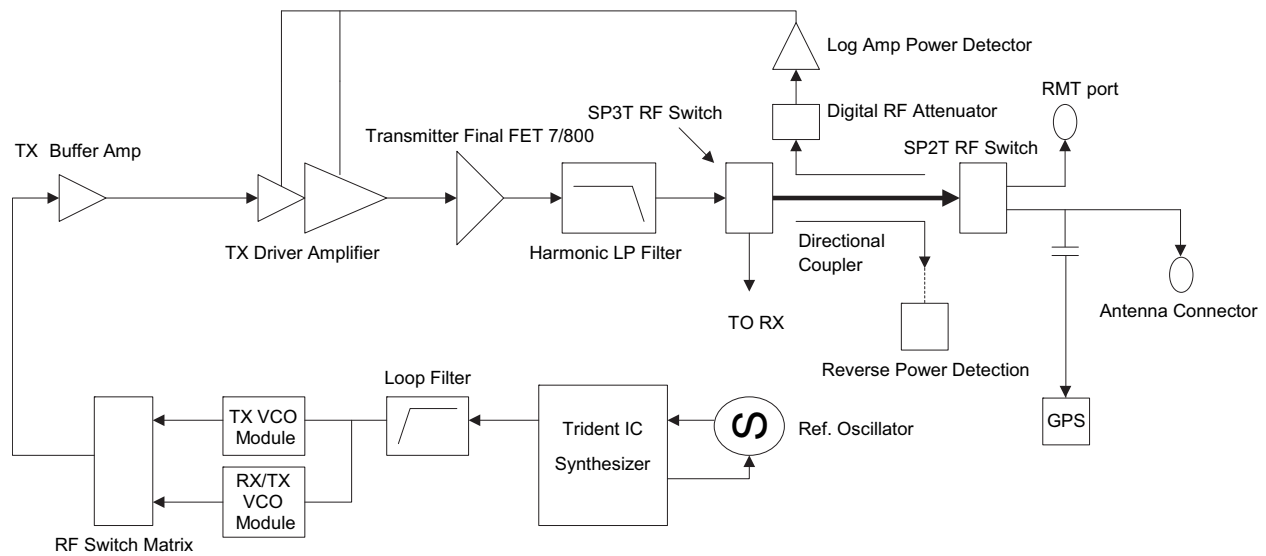 Log Amp Power Detector
RMT port
SP3T RF Switch
Digital RF Attenuator
Transmitter Final FET 7/800
SP2T RF Switch
TX Buffer Amp
TX Driver Amplifier
Harmonic LP Filter
Directional
Coupler
Antenna Connector
TO RX
Reverse Power Detection
Loop Filter
GPS
TX VCO
Module
Trident IC
Synthesizer
S
Ref. Oscillator
RX/TX
VCO
Module
RF Switch Matrix